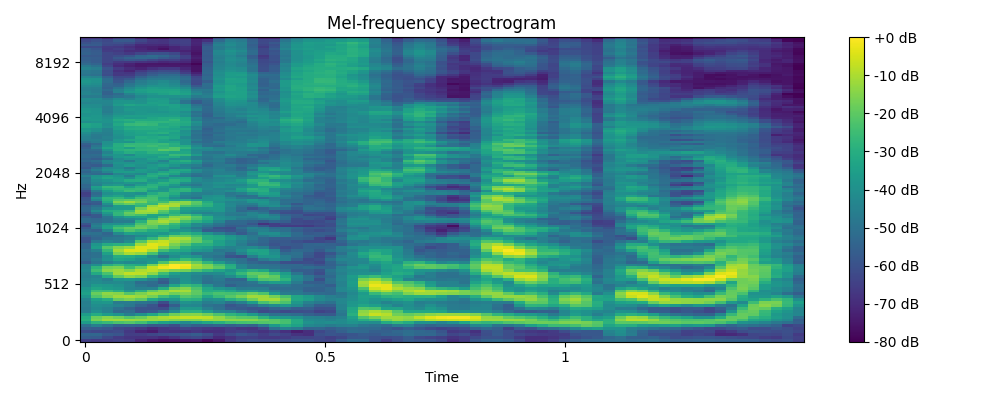 Mel-frequency spectrogram
8192
4096
2048
1024
512
0
Hz
0
0.5
1
Time
+0 dB
-10 dB
-20 dB
-30 dB
-40 dB
-50 dB
-60 dB
-70 dB
-80 dB